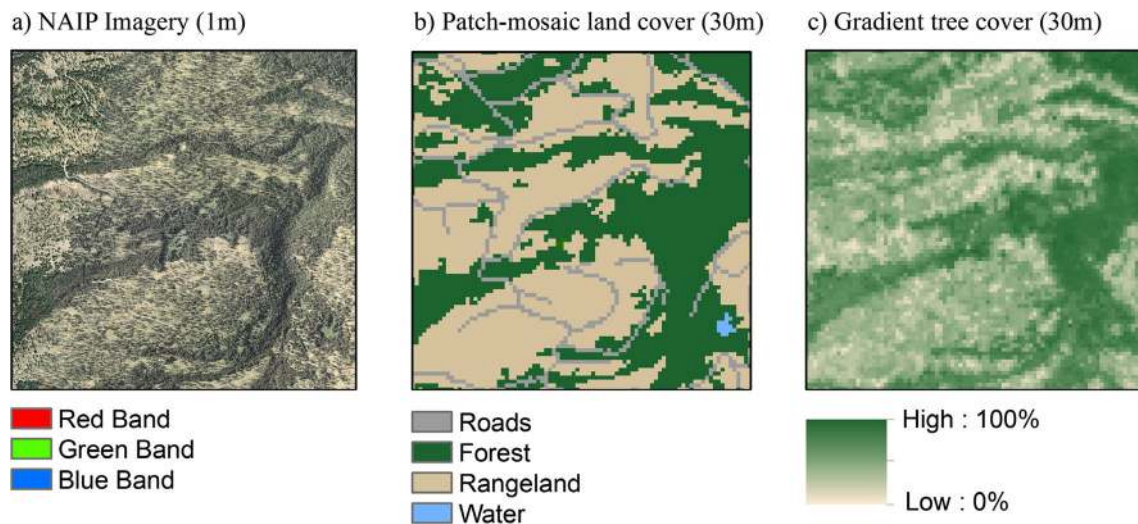 a) NAIP Imagery (1m)
b) Patch-mosaic land cover (30m)
c) Gradient tree cover (30m)
Red Band
Green Band
Blue Band
Roads
Forest
Rangeland
Water
High : 100%
Low : 0%